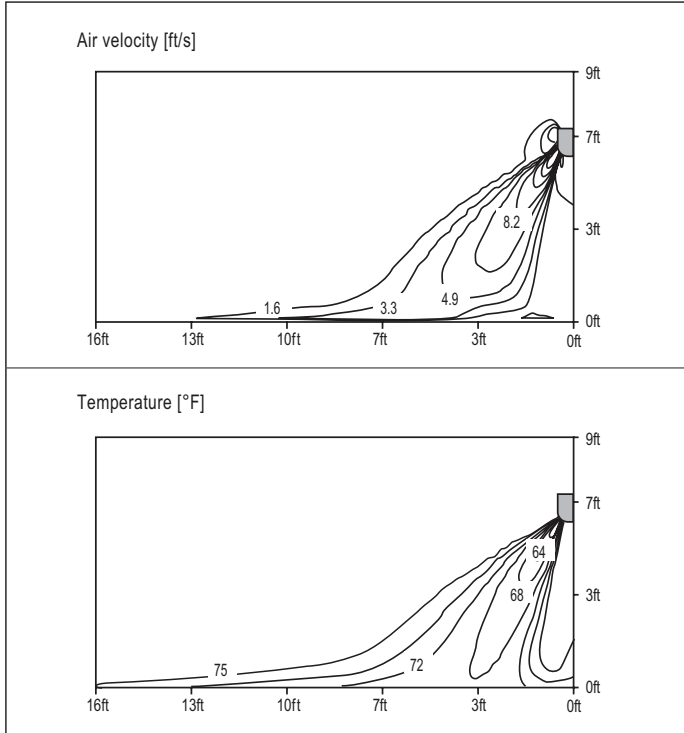 Air velocity [ft/s]
9ft
7ft
8.2
3ft
4.9
1.6
3.3
0ft
16ft 13ft 10ft 7ft 3ft 0ft
Temperature [°F]
9ft
7ft
64
68
3ft
72
75
0ft
16ft 13ft 10ft 7ft 3ft 0ft